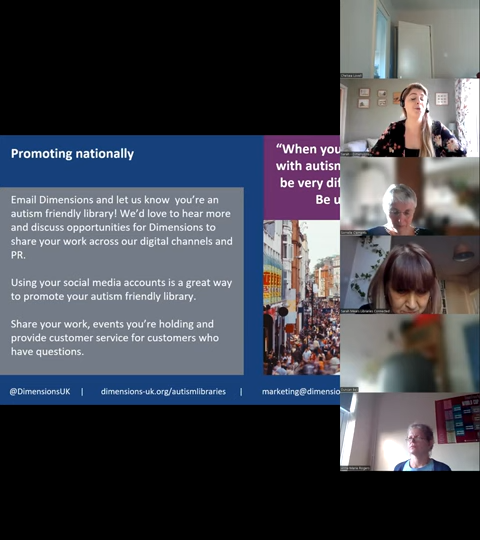 Promoting nationally
Email Dimensions and let us know you're an
autism friendly library! We'd love to hear more
and discuss opportunities for Dimensions to
share your work across our digital channels and
PR.
Using your social media accounts is a great way
to promote your autism friendly library.
Share your work, events you're holding and
provide customer service for customers who
have questions.
"When you
with autism
be very dif
Be u
@DimensionsUK | dimensions-uk.org/autismlibraries | marketing@dimensio